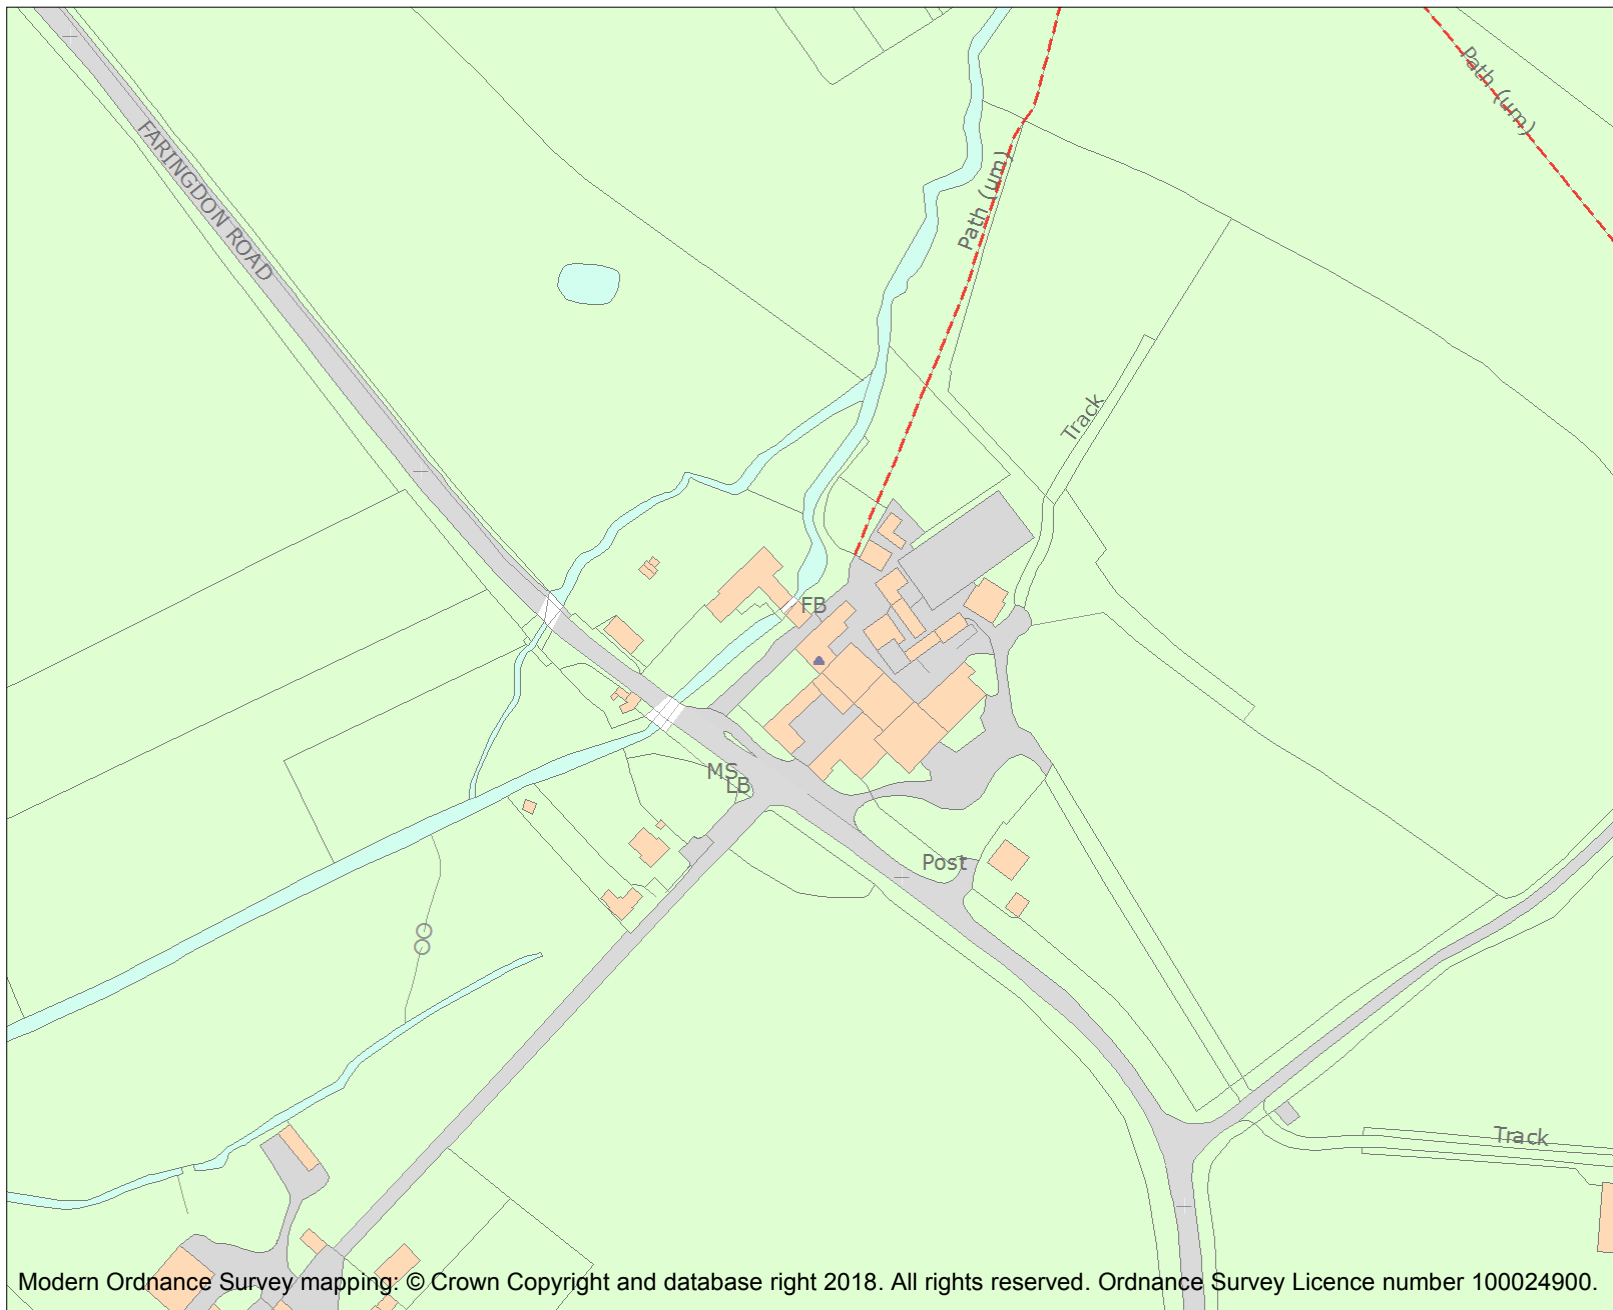 Path (um)
FARINGDON ROAD
Path (um)
Track
FB
MS
LB
Post
Track
Modern Ordnance Survey mapping: © Crown Copyright and database right 2018. All rights reserved. Ordnance Survey Licence number 100024900.